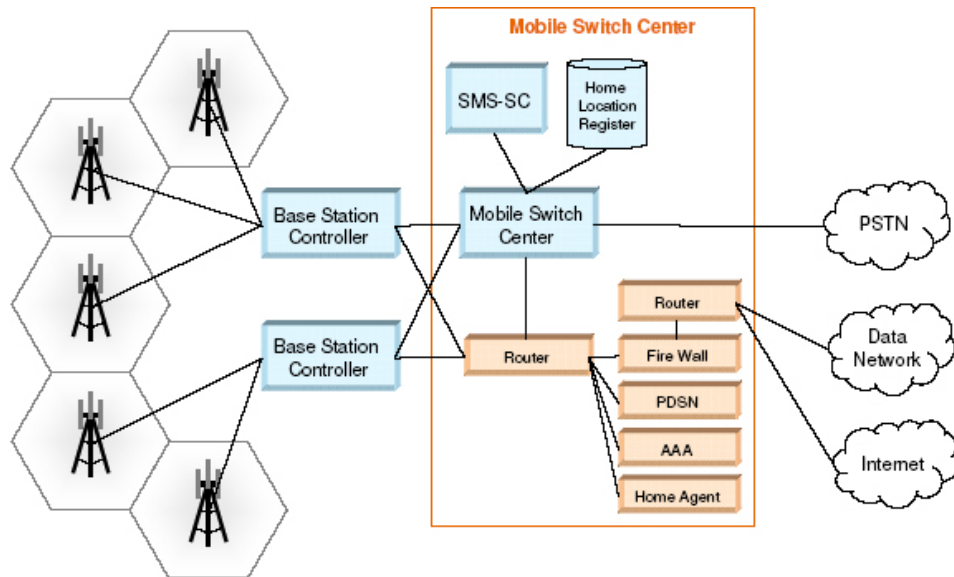 Mobile Switch Center
SMS-SC
Home
Location
Register
Base Station
Controller
Mobile Switch
Center
PSTN
Router
Base Station
Controller
Router
Fire Wall
Data
Network
PDSN
AAA
Internet
Home Agent